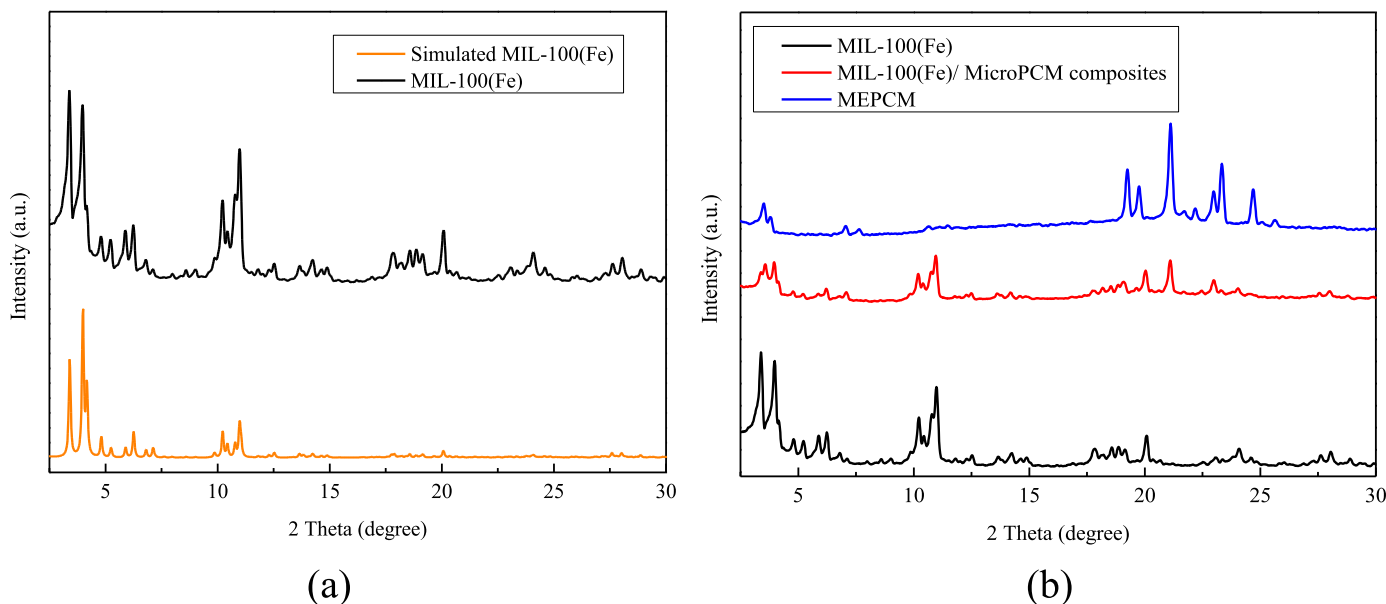 Simulated MIL-100(Fe)
MIL-100(Fe)
Intensity (a.u.)
5
10
15
20
25
30
2 Theta (degree)
(a)
MIL-100(Fe)
MIL-100(Fe)/ MicroPCM composites
MEPCM
Intensity (a.u.)
5
10
15
20
25
30
2 Theta (degree)
(b)